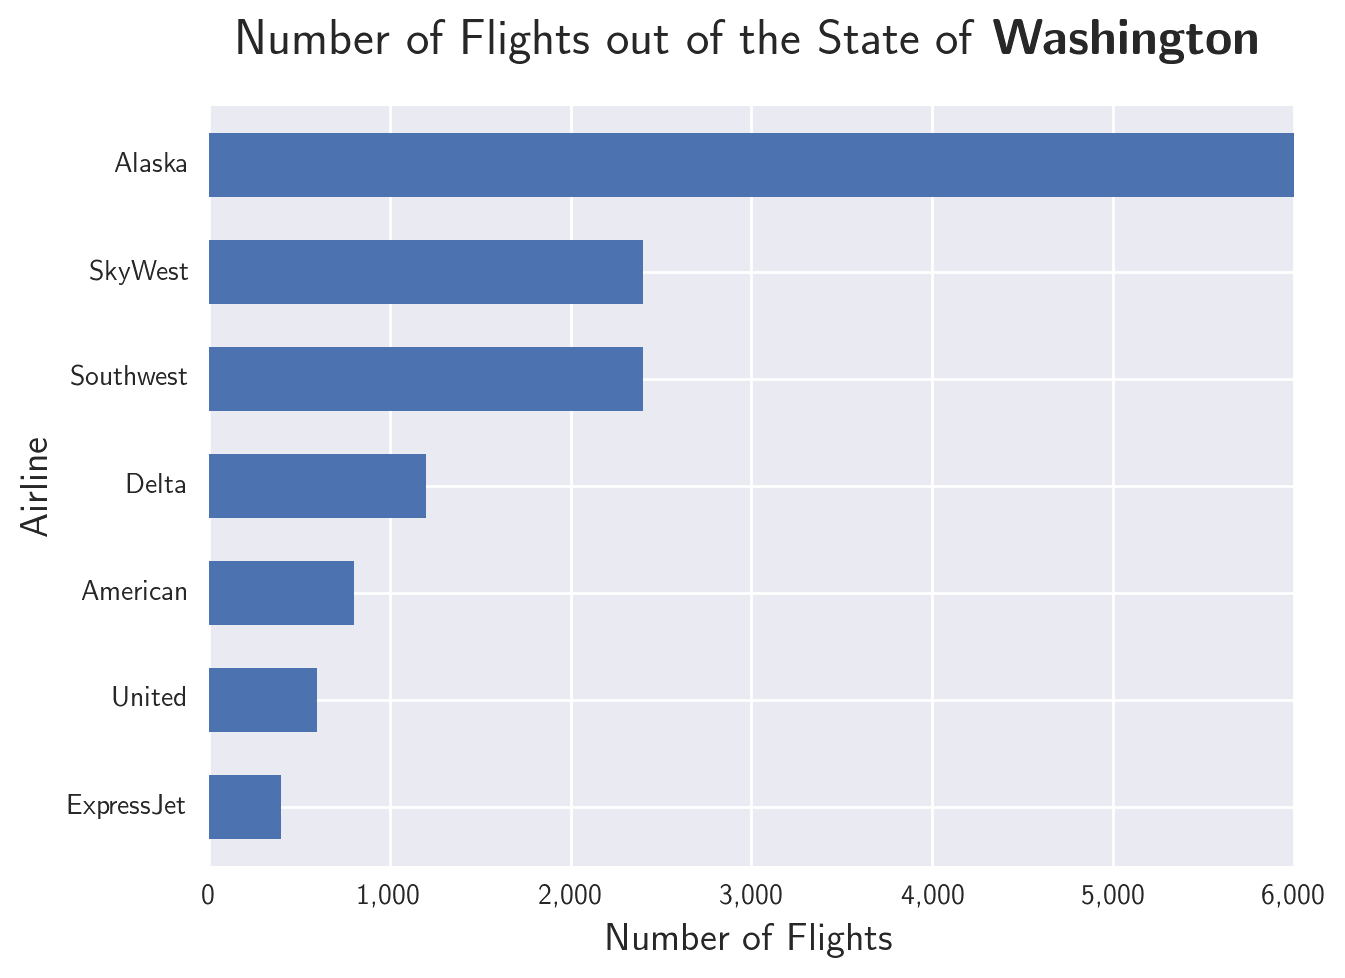 Number of Flights out of the State of Washington
Alaska
SkyWest
Southwest
Delta
American
United
ExpressJet
Airline
0 1,000 2,000 3,000 4,000 5,000 6,000
Number of Flights